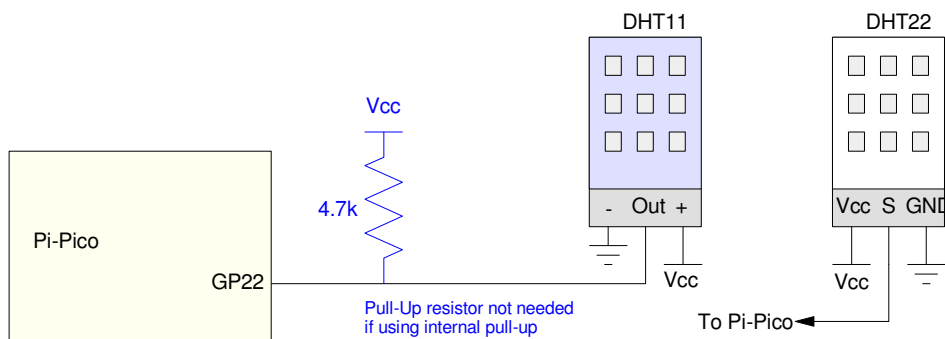 DHT11
DHT22
Vcc
4.7k
- Out +
Vcc S GND
Pi-Pico
GP22
Vcc
Vcc
Pull-Up resistor not needed
if using internal pull-up
To Pi-Pico